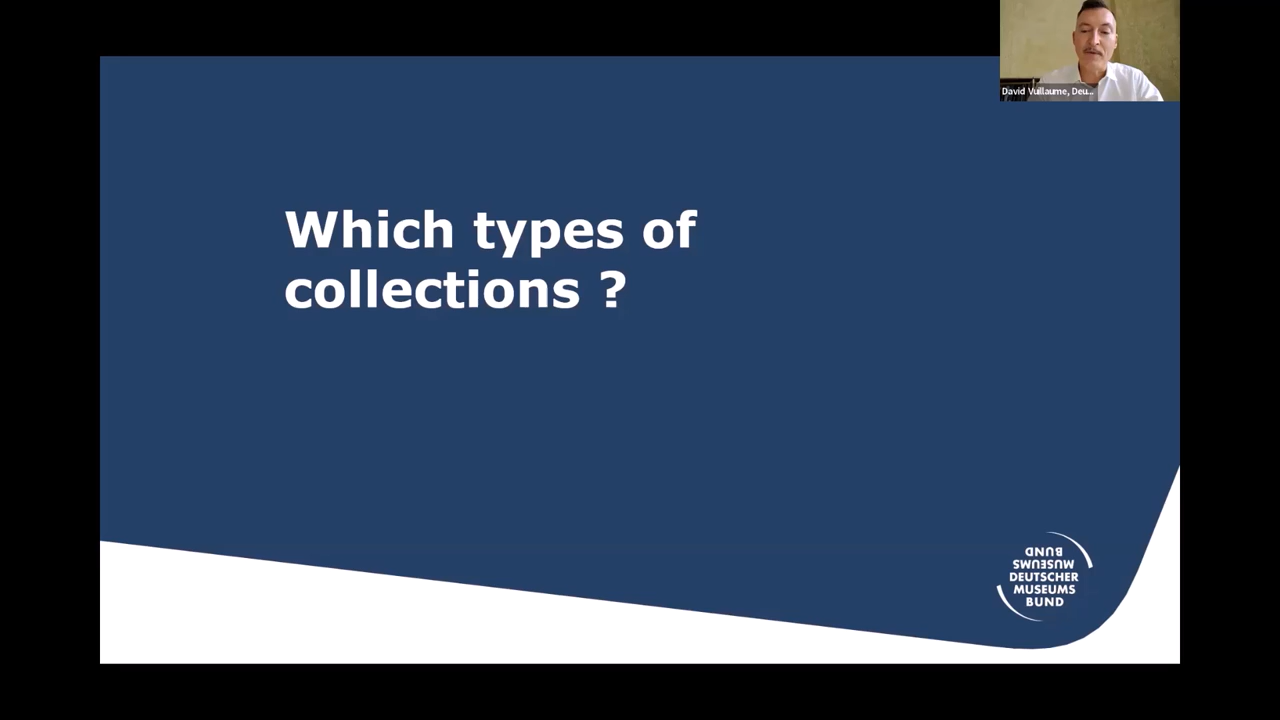 David Vuillaume, Deu...
Which types of
collections ?
BUND
MUSEUMS
DEUTSCHER
MUSEUMS
BUND